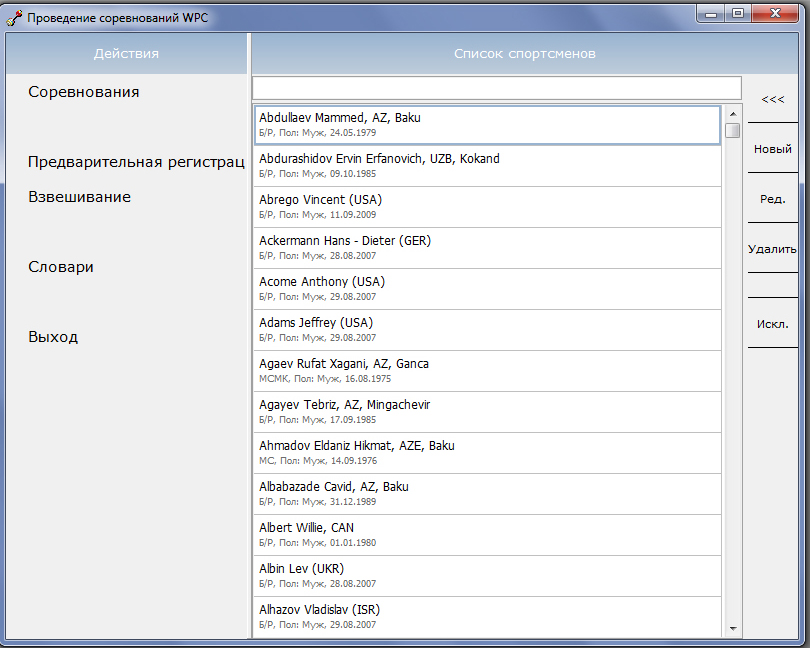 Проведение соревнований WPC
Действия
Список спортсменов
Соревнования
Предварительная регистрац
Взвешивание
Словари
Выход
Abdullaev Mammed, AZ, Baku
Б/Р, Пол: Муж, 24.05.1979
Abdurashidov Ervin Erfanovich, UZB, Kokand
Б/Р, Пол: Муж, 09.10.1985
Abrego Vincent (USA)
Б/Р, Пол: Муж, 11.09.2009
Ackermann Hans - Dieter (GER)
Б/Р, Пол: Муж, 28.08.2007
Acome Anthony (USA)
Б/Р, Пол: Муж, 29.08.2007
Adams Jeffrey (USA)
Б/Р, Пол: Муж, 29.08.2007
Agaev Rufat Xagani, AZ, Ganca
МСМК, Пол: Муж, 16.08.1975
Agayev Tebriz, AZ, Mingachevir
Б/Р, Пол: Муж, 17.09.1985
Ahmadov Eldaniz Hikmat, AZE, Baku
МС, Пол: Муж, 14.09.1976
Albabazade Cavid, AZ, Baku
Б/Р, Пол: Муж, 31.12.1989
Albert Willie, CAN
Б/Р, Пол: Муж, 01.01.1980
Albin Lev (UKR)
Б/Р, Пол: Муж, 28.08.2007
Alhazov Vladislav (ISR)
Б/Р, Пол: Муж, 29.08.2007
<<<
Новый
Ред.
Удалить
Искл.